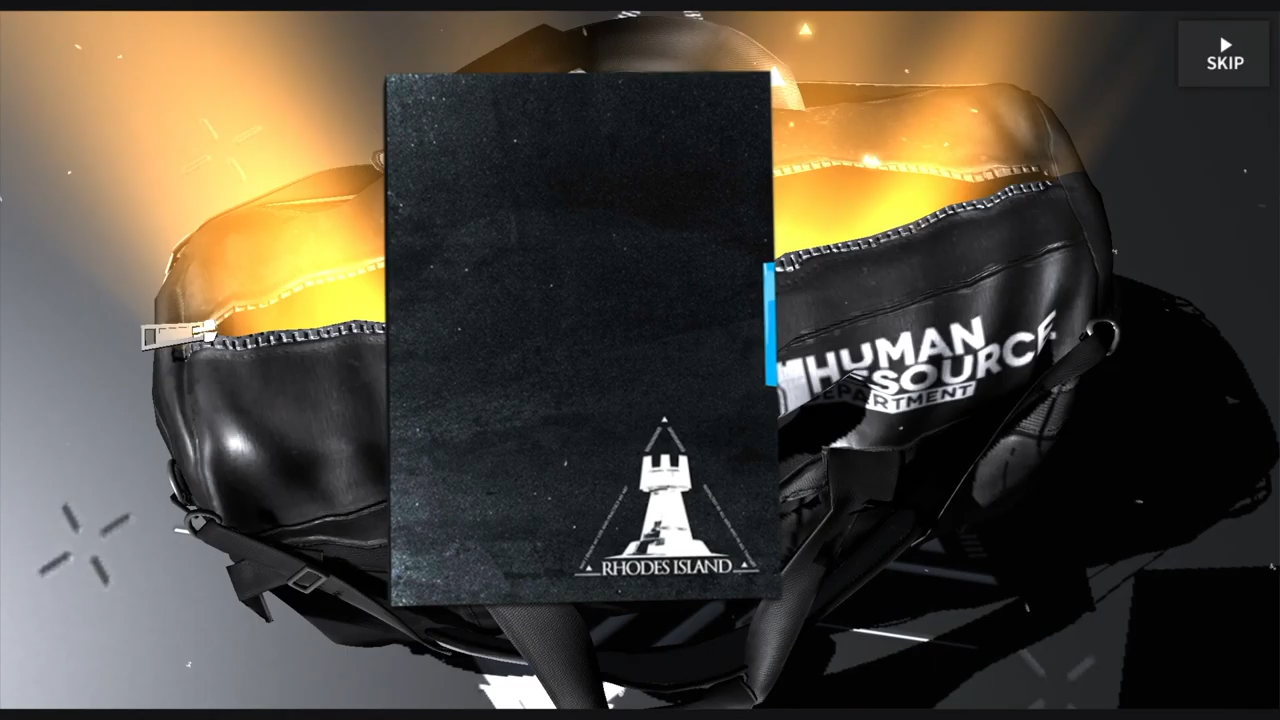 SKIP
HUMAN
RESOURCE
DEPARTMENT
RHODES ISLAND